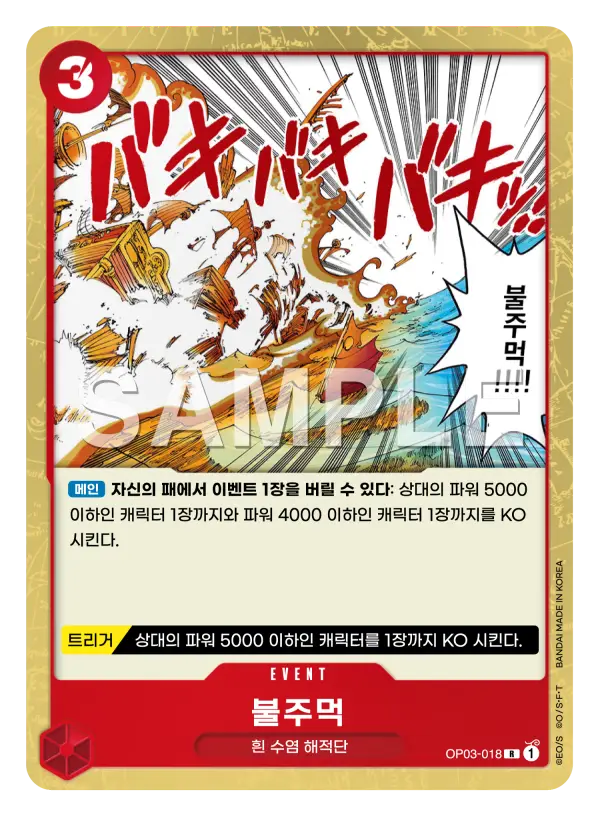 3
バキ バキ バキッ!!
불주먹!!!!
SAMPLE
메인 자신의 패에서 이벤트 1장을 버릴 수 있다: 상대의 파워 5000
이하인 캐릭터 1장까지와 파워 4000 이하인 캐릭터 1장까지를 KO
시킨다.
트리거 상대의 파워 5000 이하인 캐릭터를 1장까지 KO 시킨다.
EVENT
불주먹
흰 수염 해적단
OP03-018 R 1
©EO/S ©O/S·F·T BANDAI MADE IN KOREA